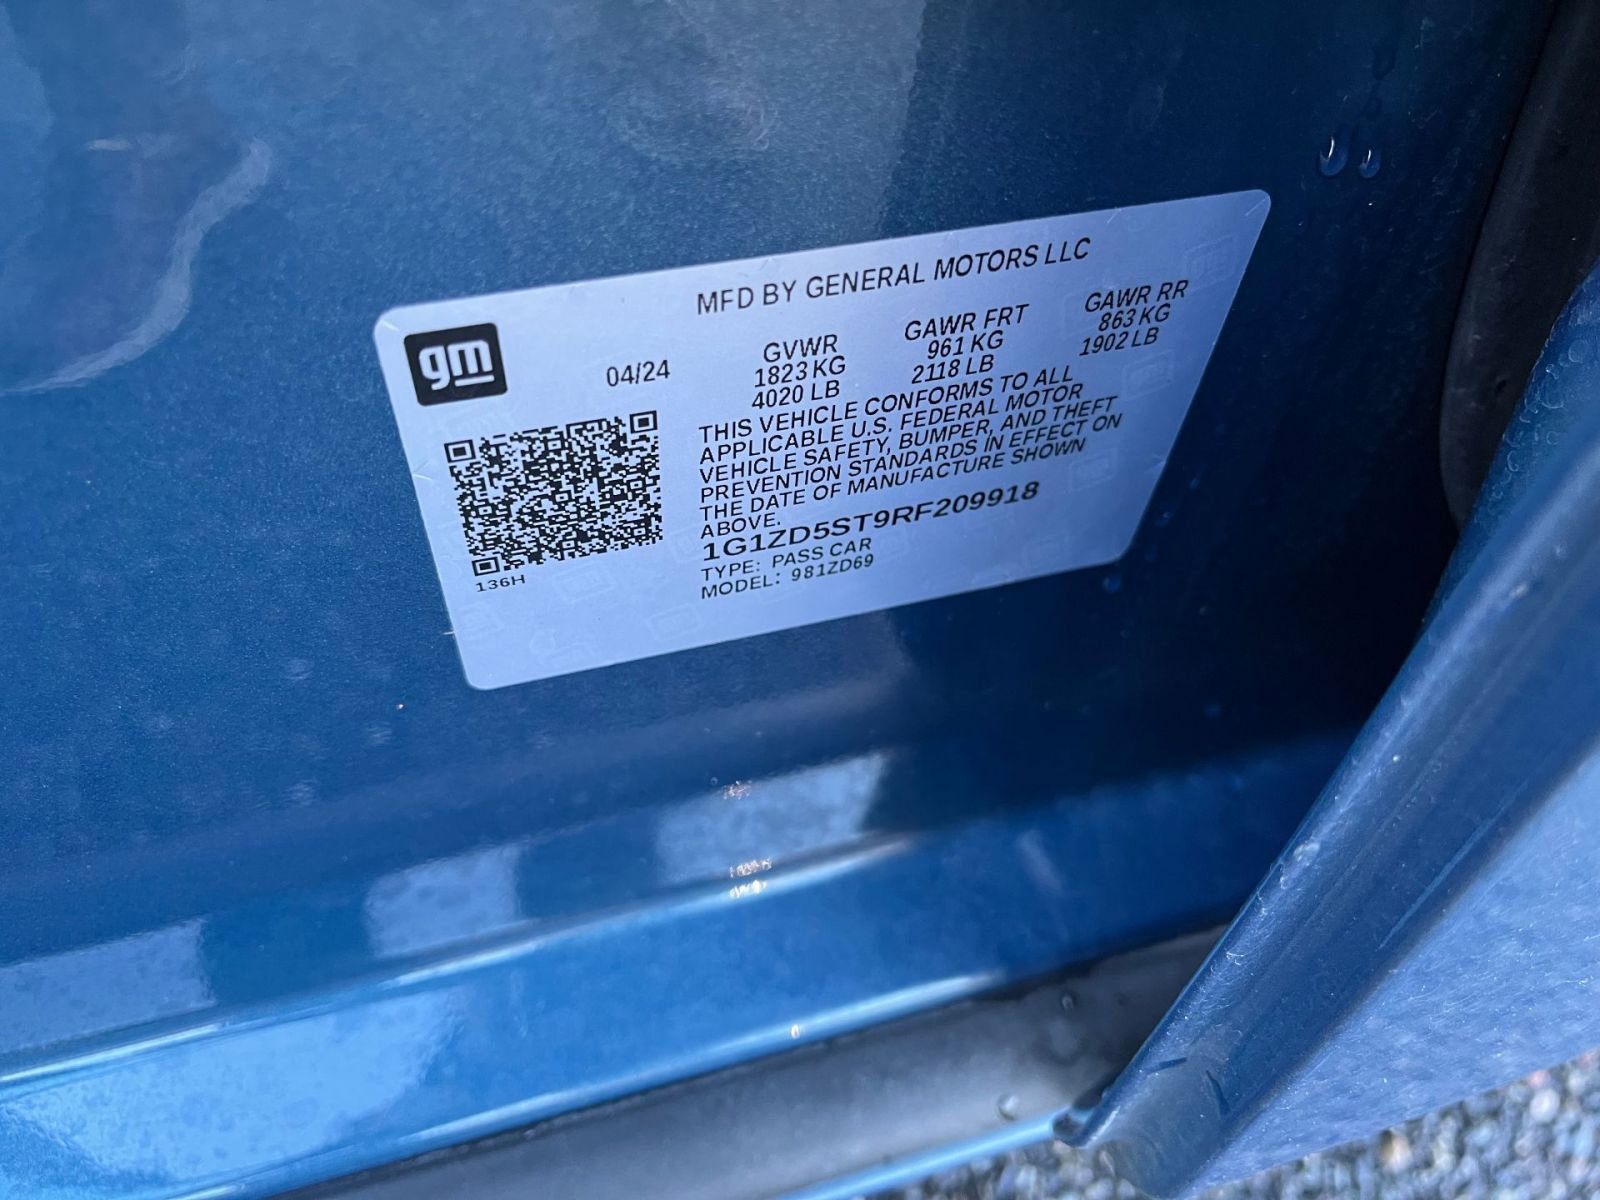 MFD BY GENERAL MOTORS LLC
gm
04/24
GVWR
1823 KG
4020 LB
GAWR FRT
961 KG
2118 LB
GAWR RR
863 KG
1902 LB
THIS VEHICLE CONFORMS TO ALL
APPLICABLE U.S. FEDERAL MOTOR
VEHICLE SAFETY, BUMPER, AND THEFT
PREVENTION STANDARDS IN EFFECT ON
THE DATE OF MANUFACTURE SHOWN
ABOVE.
1G1ZD5ST9RF209918
TYPE: PASS CAR
MODEL: 981ZD69
136H